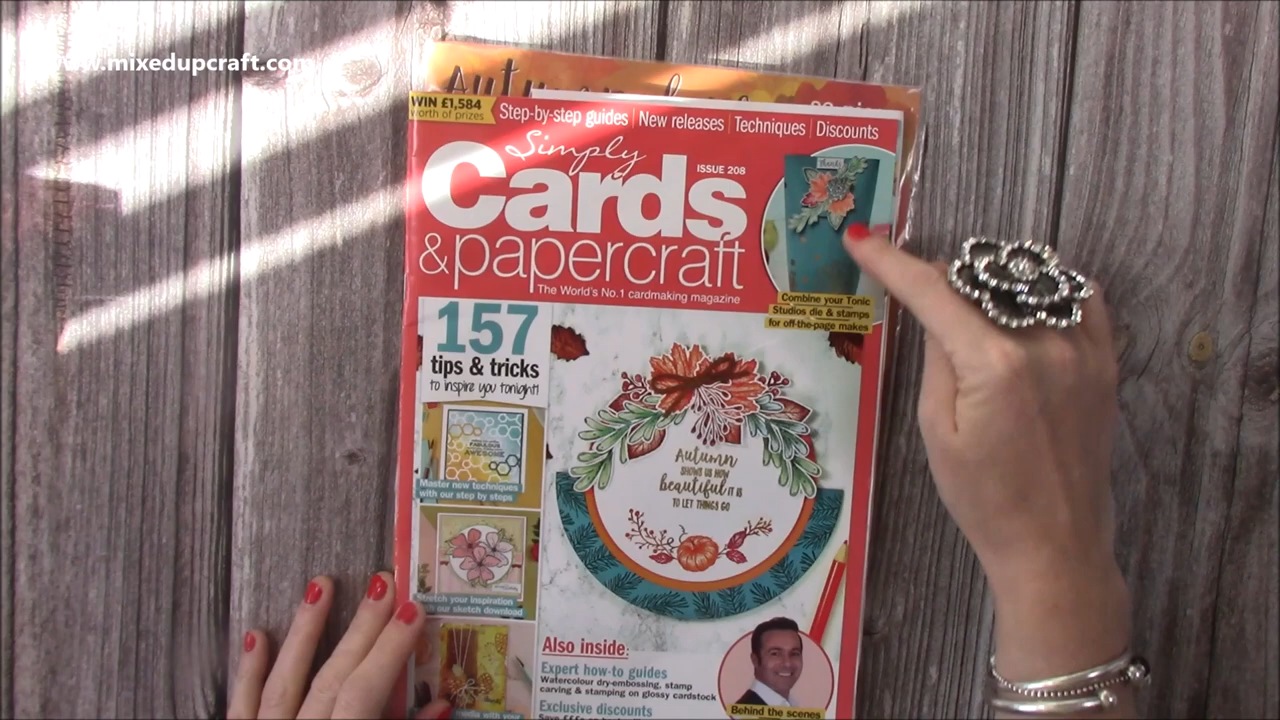 www.mixedupcraft.com
Autumn
WIN £1,584
worth of prizes
Step-by-step guides | New releases | Techniques | Discounts
Simply
Cards
ISSUE 208
& papercraft
The World's No.1 cardmaking magazine
Thanks
Combine your Tonic
Studios die & stamps
for off-the-page makes
157
tips & tricks
to inspire you tonight!
FABULOUS
AWESOME
Master new techniques
with our step by steps
Autumn
SHOWS US HOW
beautiful IT IS
TO LET THINGS GO
Stretch your inspiration
with our sketch download
Also inside:
Expert how-to guides
Watercolour dry-embossing, stamp
carving & stamping on glossy cardstock
Exclusive discounts
Behind the scenes